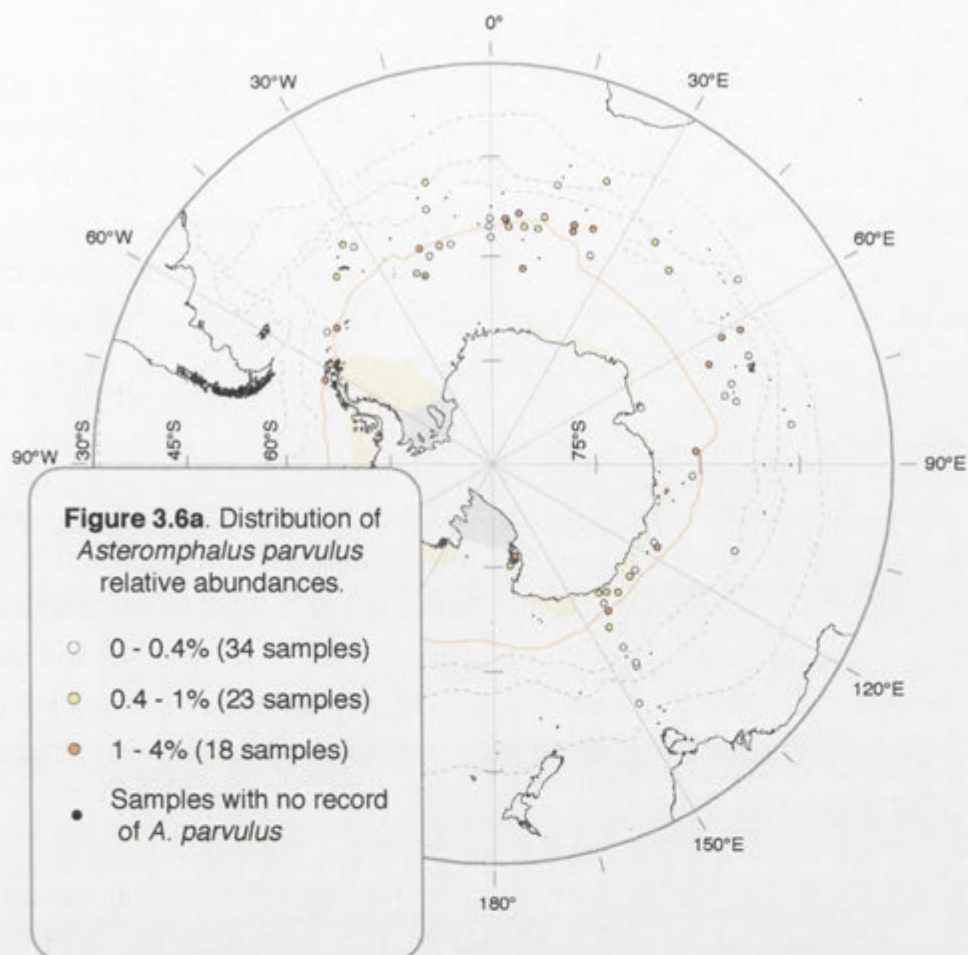 0°
30°W
30°E
60°W
60°E
90°W
30°S
45°S
60°S
75°S
90°E
120°E
150°E
180°
Figure 3.6a. Distribution of
Asteromphalus parvulus
relative abundances.
0 - 0.4% (34 samples)
0.4 - 1% (23 samples)
1 - 4% (18 samples)
Samples with no record
of A. parvulus